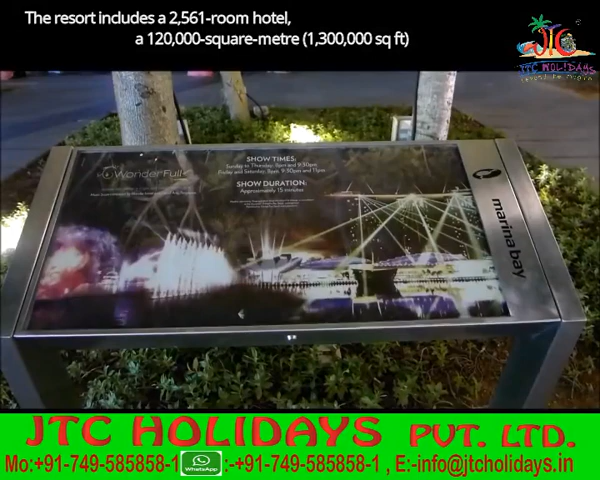 The resort includes a 2,561-room hotel,
a 120,000-square-metre (1,300,000 sq ft)
JTC
JTC HOLIDAYS
Wonder Full
SHOW TIMES:
Sunday to Thursday: 8pm and 9:30pm
Friday and Saturday: 8pm, 9:30pm and 11pm
SHOW DURATION:
Approximately 15 minutes
marina bay
JTC HOLIDAYS PVT. LTD.
Mo:+91-749-585858-1 WhatsApp :-+91-749-585858-1 , E:-info@jtcholidays.in